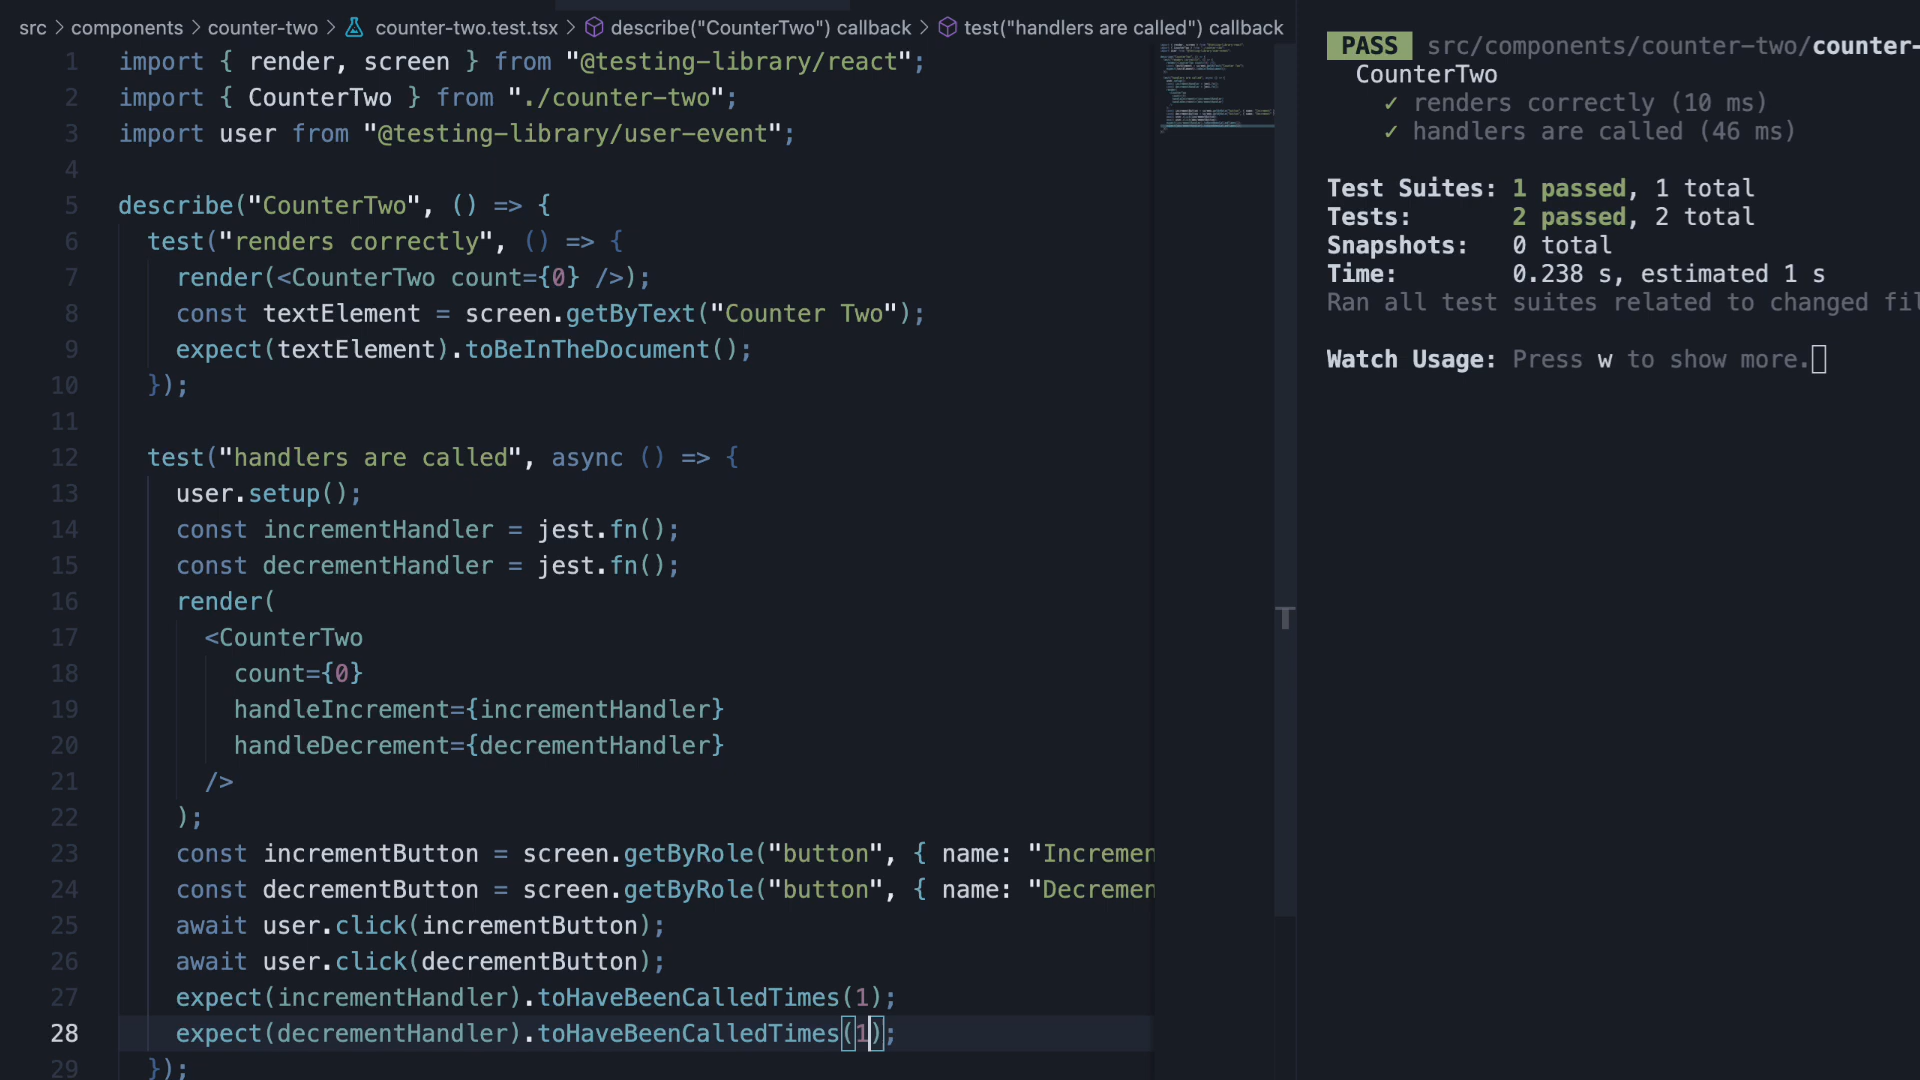 src > components > counter-two > counter-two.test.tsx > describe("CounterTwo") callback > test("handlers are called") callback
1 import { render, screen } from "@testing-library/react";
2 import { CounterTwo } from "./counter-two";
3 import user from "@testing-library/user-event";
4
5 describe("CounterTwo", () => {
6 test("renders correctly", () => {
7 render(<CounterTwo count={0} />);
8 const textElement = screen.getByText("Counter Two");
9 expect(textElement).toBeInTheDocument();
10 });
11
12 test("handlers are called", async () => {
13 user.setup();
14 const incrementHandler = jest.fn();
15 const decrementHandler = jest.fn();
16 render(
17 <CounterTwo
18 count={0}
19 handleIncrement={incrementHandler}
20 handleDecrement={decrementHandler}
21 />
22 );
23 const incrementButton = screen.getByRole("button", { name: "Incremen
24 const decrementButton = screen.getByRole("button", { name: "Decremen
25 await user.click(incrementButton);
26 await user.click(decrementButton);
27 expect(incrementHandler).toHaveBeenCalledTimes(1);
28 expect(decrementHandler).toHaveBeenCalledTimes(1);
29 });
PASS src/components/counter-two/counter-
CounterTwo
✓ renders correctly (10 ms)
✓ handlers are called (46 ms)
Test Suites: 1 passed, 1 total
Tests: 2 passed, 2 total
Snapshots: 0 total
Time: 0.238 s, estimated 1 s
Ran all test suites related to changed fil
Watch Usage: Press w to show more.